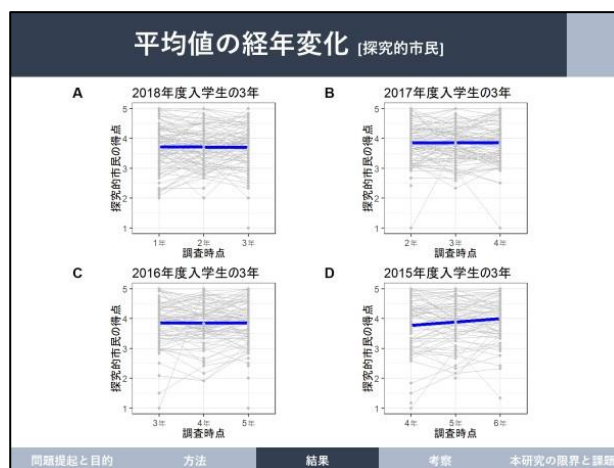 平均値の経年変化 [探究的市民]
A 2018年度入学生の3年
探究的市民の得点
5
4
3
2
1
1年 2年 3年
調査時点
B 2017年度入学生の3年
探究的市民の得点
5
4
3
2
1
2年 3年 4年
調査時点
C 2016年度入学生の3年
探究的市民の得点
5
4
3
2
1
3年 4年 5年
調査時点
D 2015年度入学生の3年
探究的市民の得点
5
4
3
2
1
4年 5年 6年
調査時点
問題提起と目的 方法 結果 考察 本研究の限界と課題